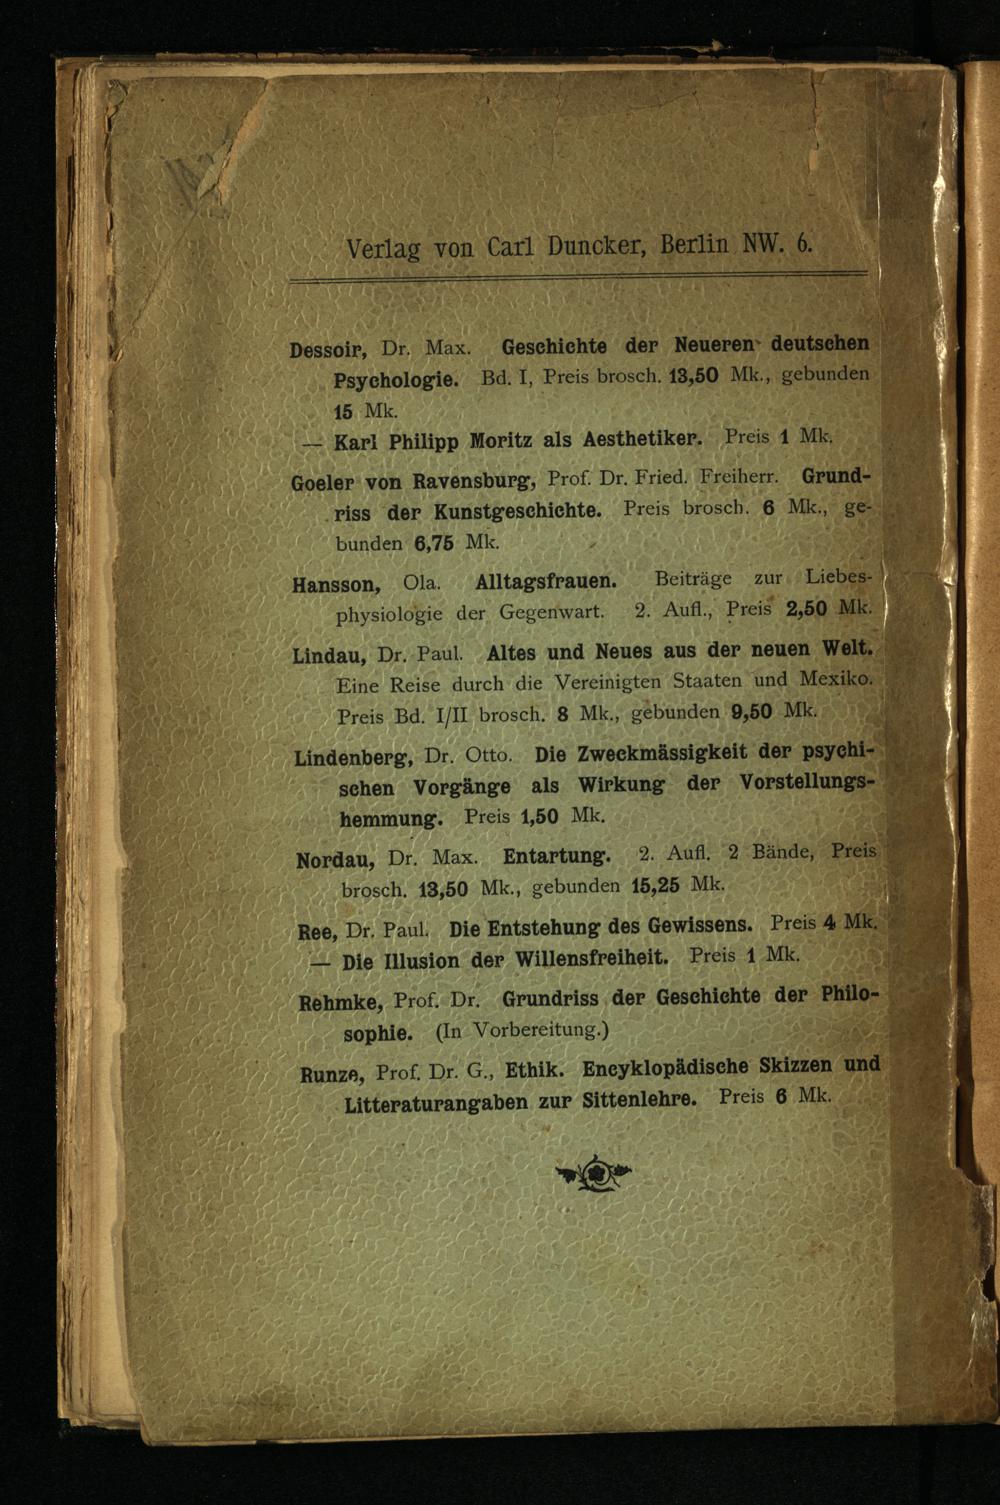 Verlag von Carl Duncker, Berlin NW. 6.
Dessoir, Dr. Max. Geschichte der Neueren deutschen
Psychologie. Bd. I, Preis brosch. 13,50 Mk., gebunden
15 Mk.
— Karl Philipp Moritz als Aesthetiker. Preis 1 Mk.
Goeler von Ravensburg, Prof. Dr. Fried. Freiherr. Grund-
riss der Kunstgeschichte. Preis brosch. 6 Mk., ge-
bunden 6,75 Mk.
Hansson, Ola. Alltagsfrauen. Beiträge zur Liebes-
physiologie der Gegenwart. 2. Aufl., Preis 2,50 Mk.
Lindau, Dr. Paul. Altes und Neues aus der neuen Welt.
Eine Reise durch die Vereinigten Staaten und Mexiko.
Preis Bd. I/II brosch. 8 Mk., gebunden 9,50 Mk.
Lindenberg, Dr. Otto. Die Zweckmässigkeit der psychi-
schen Vorgänge als Wirkung der Vorstellungs-
hemmung. Preis 1,50 Mk.
Nordau, Dr. Max. Entartung. 2. Aufl. 2 Bände, Preis
brosch. 13,50 Mk., gebunden 15,25 Mk.
Ree, Dr. Paul. Die Entstehung des Gewissens. Preis 4 Mk.
— Die Illusion der Willensfreiheit. Preis 1 Mk.
Rehmke, Prof. Dr. Grundriss der Geschichte der Philo-
sophie. (In Vorbereitung.)
Runze, Prof. Dr. G., Ethik. Encyklopädische Skizzen und
Litteraturangaben zur Sittenlehre. Preis 6 Mk.